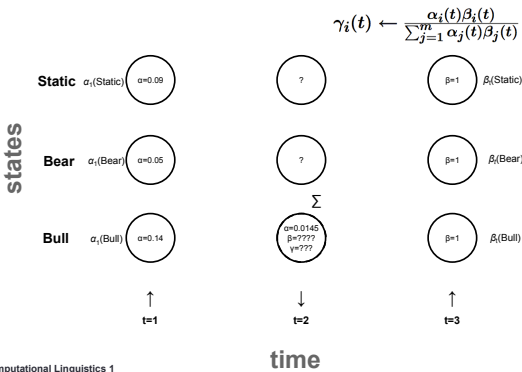 γᵢ(t) ← αᵢ(t)βᵢ(t) / ∑ᵐⱼ₌₁ αⱼ(t)βⱼ(t)
Static α₁(Static) α=0.09 ? β=1 βₜ(Static)
states
Bear α₁(Bear) α=0.05 ? β=1 βₜ(Bear)
∑
Bull α₁(Bull) α=0.14 β=1 βₜ(Bull)
α=0.0145
β=????
γ=???
↑ ↓ ↑
t=1 t=2 t=3
time
mputational Linguistics 1